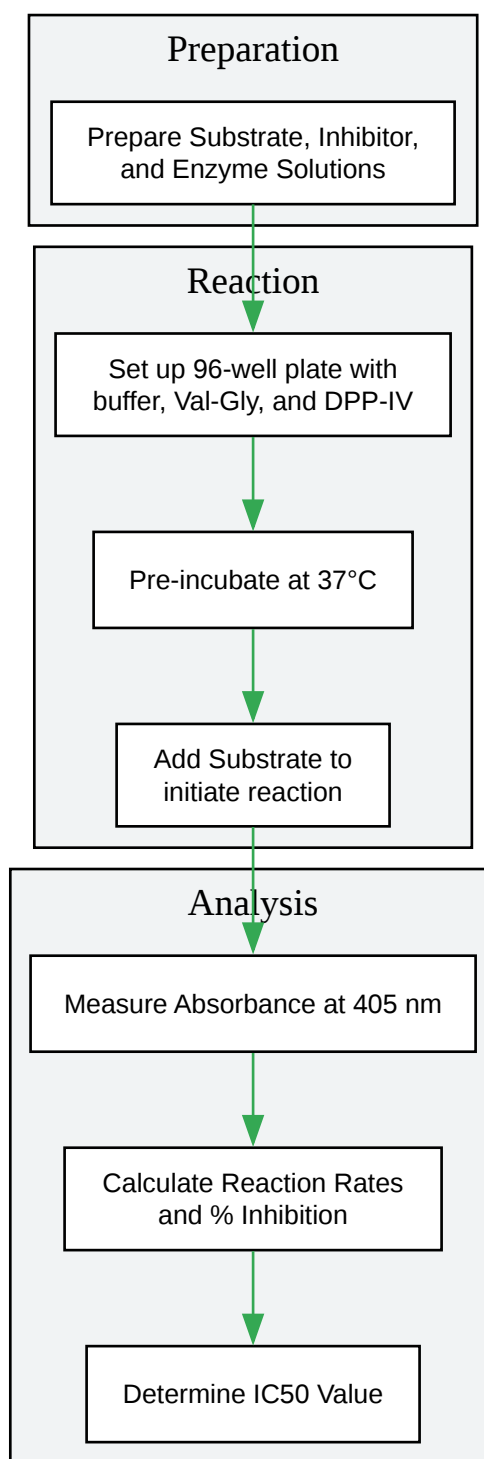 Preparation
Prepare Substrate, Inhibitor,
and Enzyme Solutions
Reaction
Set up 96-well plate with
buffer, Val-Gly, and DPP-IV
Pre-incubate at 37°C
Add Substrate to
initiate reaction
Analysis
Measure Absorbance at 405 nm
Calculate Reaction Rates
and % Inhibition
Determine IC50 Value